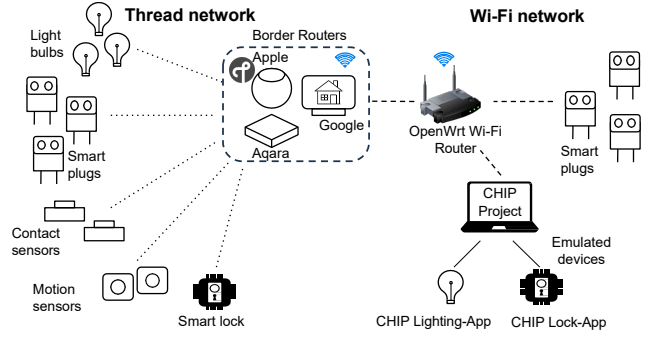 Thread network
Wi-Fi network
Light
bulbs
Border Routers
Apple
Google
Aqara
OpenWrt Wi-Fi
Router
Smart
plugs
Smart
plugs
CHIP
Project
Contact
sensors
Emulated
devices
Motion
sensors
Smart lock
CHIP Lighting-App
CHIP Lock-App